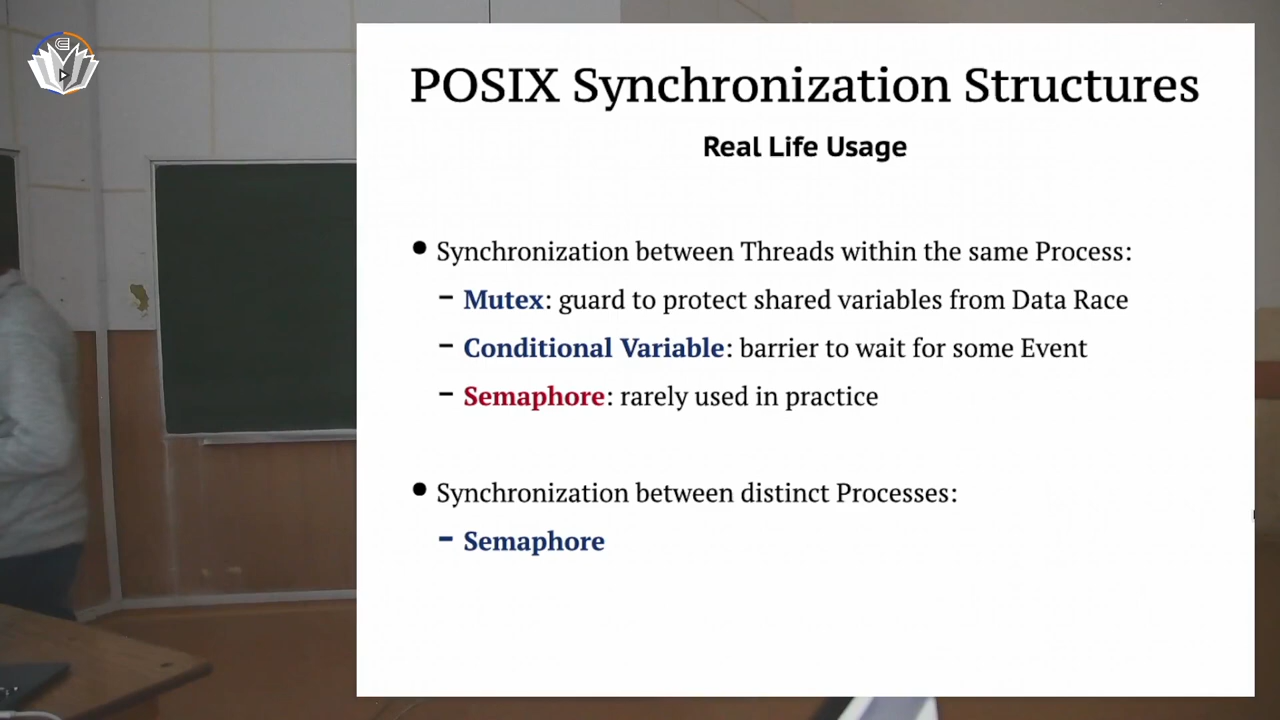 POSIX Synchronization Structures
Real Life Usage
● Synchronization between Threads within the same Process:
– Mutex: guard to protect shared variables from Data Race
– Conditional Variable: barrier to wait for some Event
– Semaphore: rarely used in practice
● Synchronization between distinct Processes:
– Semaphore